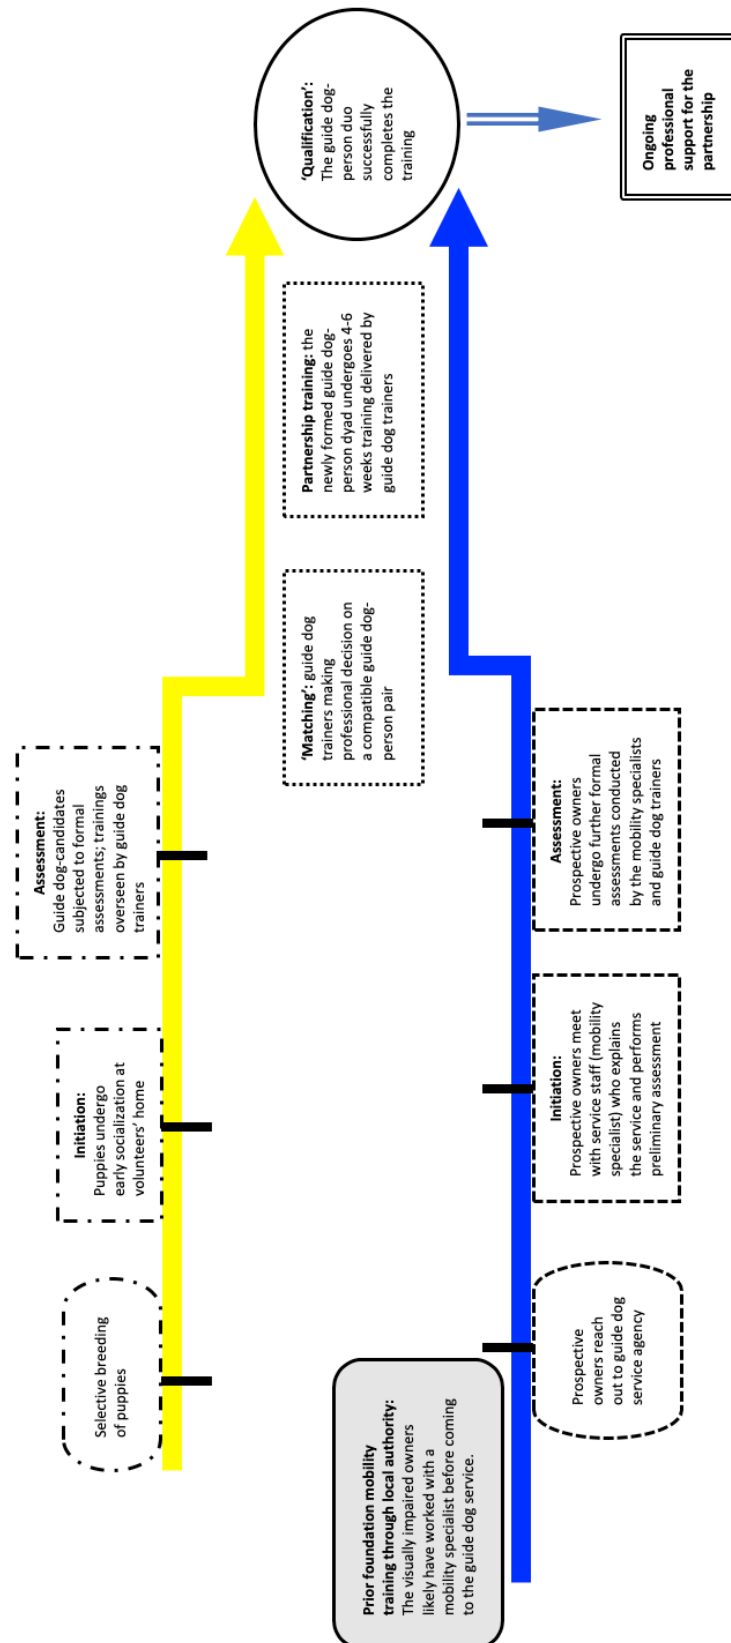 Selective breeding
of puppies
Initiation:
Puppies undergo
early socialization at
volunteers’ home
Assessment:
Guide dog-candidates
subjected to formal
assessments; trainings
overseen by guide dog
trainers
Prior foundation mobility
training through local authority:
The visually impaired owners
likely have worked with a
mobility specialist before coming
to the guide dog service.
Prospective
owners reach
out to guide dog
service agency
Initiation:
Prospective owners meet
with service staff (mobility
specialist) who explains
the service and performs
preliminary assessment
Assessment:
Prospective owners
undergo further formal
assessments conducted
by the mobility specialists
and guide dog trainers
‘Matching’: guide dog
trainers making
professional decision on
a compatible guide dog-
person pair
Partnership training: the
newly formed guide dog-
person dyad undergoes 4-6
weeks training delivered by
guide dog trainers
‘Qualification’:
The guide dog-
person duo
successfully
completes the
training
Ongoing
professional
support for the
partnership